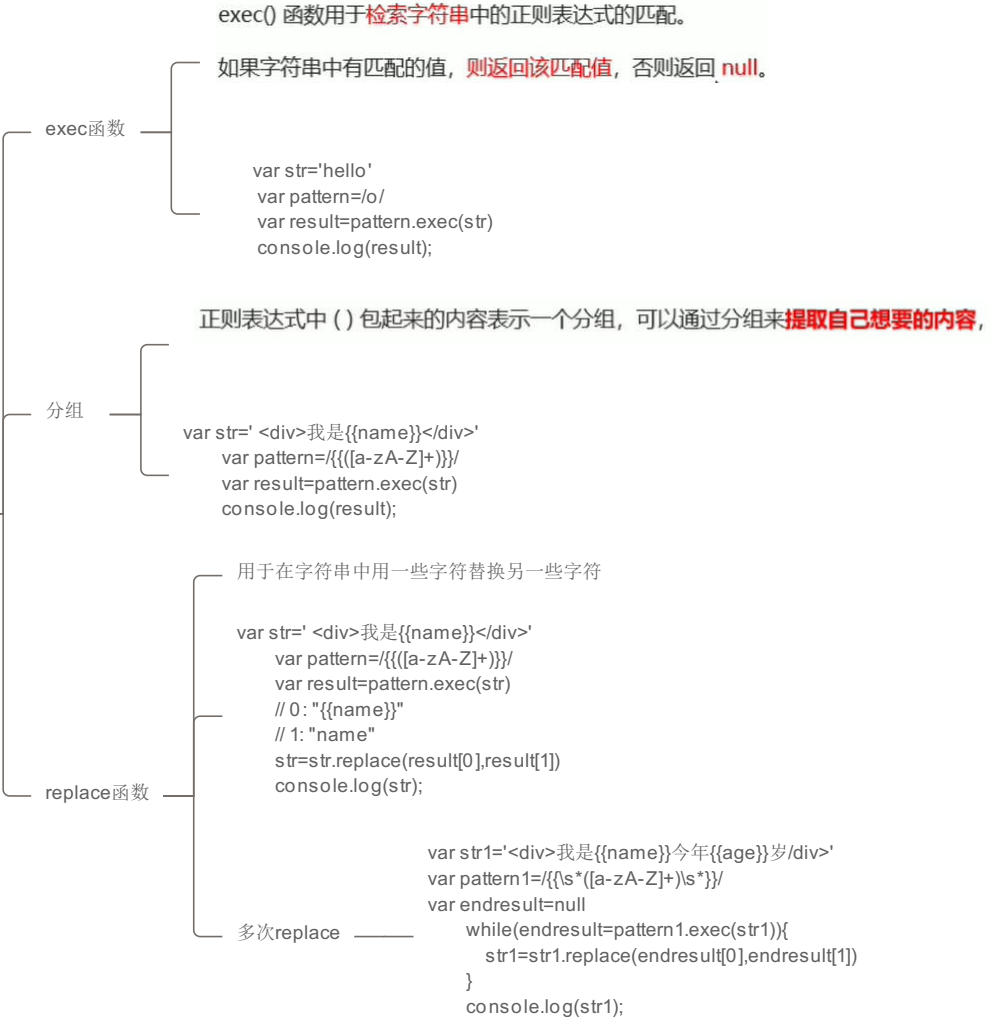 exec() 函数用于检索字符串中的正则表达式的匹配。
如果字符串中有匹配的值，则返回该匹配值，否则返回 null。
exec函数
var str='hello'
var pattern=/o/
var result=pattern.exec(str)
console.log(result);
正则表达式中 ( ) 包起来的内容表示一个分组，可以通过分组来提取自己想要的内容，
分组
var str=' <div>我是{{name}}</div>'
var pattern=/{{([a-zA-Z]+)}}/
var result=pattern.exec(str)
console.log(result);
用于在字符串中用一些字符替换另一些字符
var str=' <div>我是{{name}}</div>'
var pattern=/{{([a-zA-Z]+)}}/
var result=pattern.exec(str)
// 0: "{{name}}"
// 1: "name"
str=str.replace(result[0],result[1])
console.log(str);
replace函数
var str1='<div>我是{{name}}今年{{age}}岁/div>'
var pattern1=/{{\s*([a-zA-Z]+)\s*}}/
var endresult=null
while(endresult=pattern1.exec(str1)){
str1=str1.replace(endresult[0],endresult[1])
}
console.log(str1);
多次replace